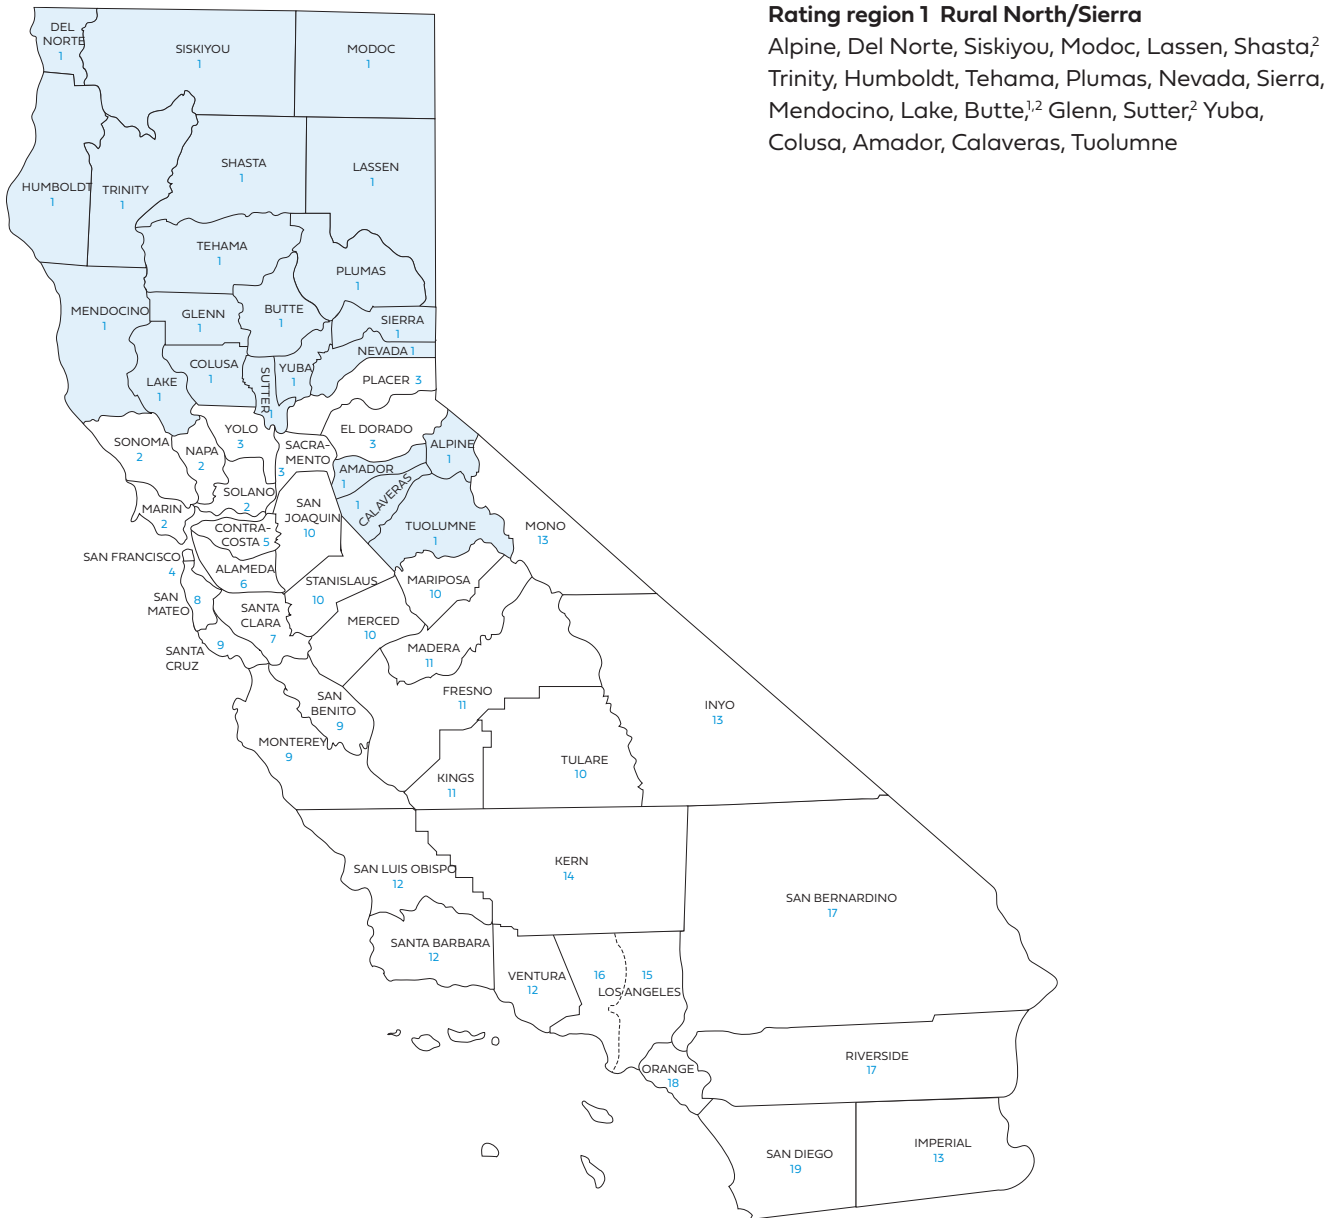 Rating region 1 Rural North/Sierra
Alpine, Del Norte, Siskiyou, Modoc, Lassen, Shasta,²
Trinity, Humboldt, Tehama, Plumas, Nevada, Sierra,
Mendocino, Lake, Butte,¹,² Glenn, Sutter,² Yuba,
Colusa, Amador, Calaveras, Tuolumne
DEL
NORTE
1
SISKIYOU
1
MODOC
1
HUMBOLDT
1
TRINITY
1
SHASTA
1
LASSEN
1
TEHAMA
1
PLUMAS
1
MENDOCINO
1
GLENN
1
BUTTE
1
SIERRA
1
NEVADA 1
COLUSA
1
SUTTER
1
YUBA
1
PLACER 3
LAKE
1
SONOMA
2
NAPA
2
YOLO
3
SACRA-
MENTO
3
EL DORADO
3
ALPINE
1
AMADOR
1
CALAVERAS
1
SOLANO
2
MARIN
2
SAN
JOAQUIN
10
TUOLUMNE
1
MONO
13
CONTRA-
COSTA 5
SAN FRANCISCO
4
ALAMEDA
6
STANISLAUS
10
MARIPOSA
10
SAN
MATEO
8
SANTA
CLARA
7
MERCED
10
SANTA
CRUZ
9
MADERA
11
SAN
BENITO
9
FRESNO
11
INYO
13
MONTEREY
9
KINGS
11
TULARE
10
SAN LUIS OBISPO
12
KERN
14
SAN BERNARDINO
17
SANTA BARBARA
12
VENTURA
12
16
15
LOS ANGELES
ORANGE
18
RIVERSIDE
17
SAN DIEGO
19
IMPERIAL
13